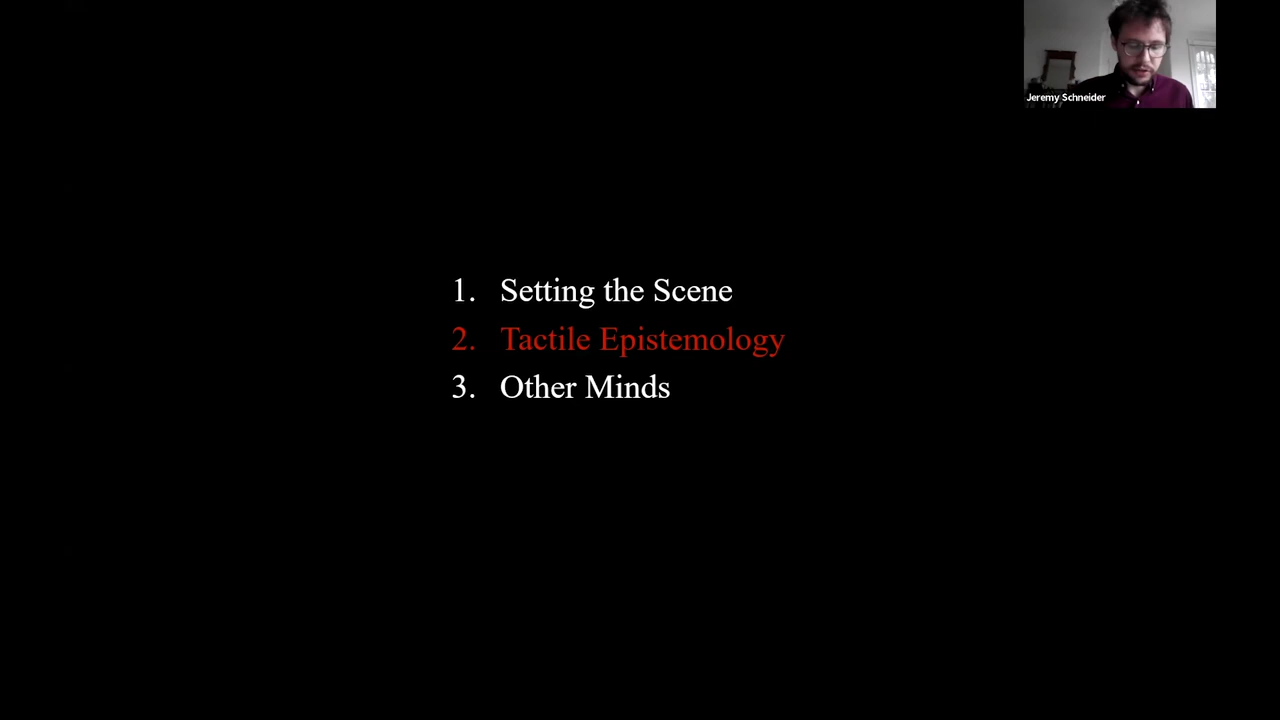 Jeremy Schneider
1. Setting the Scene
2. Tactile Epistemology
3. Other Minds